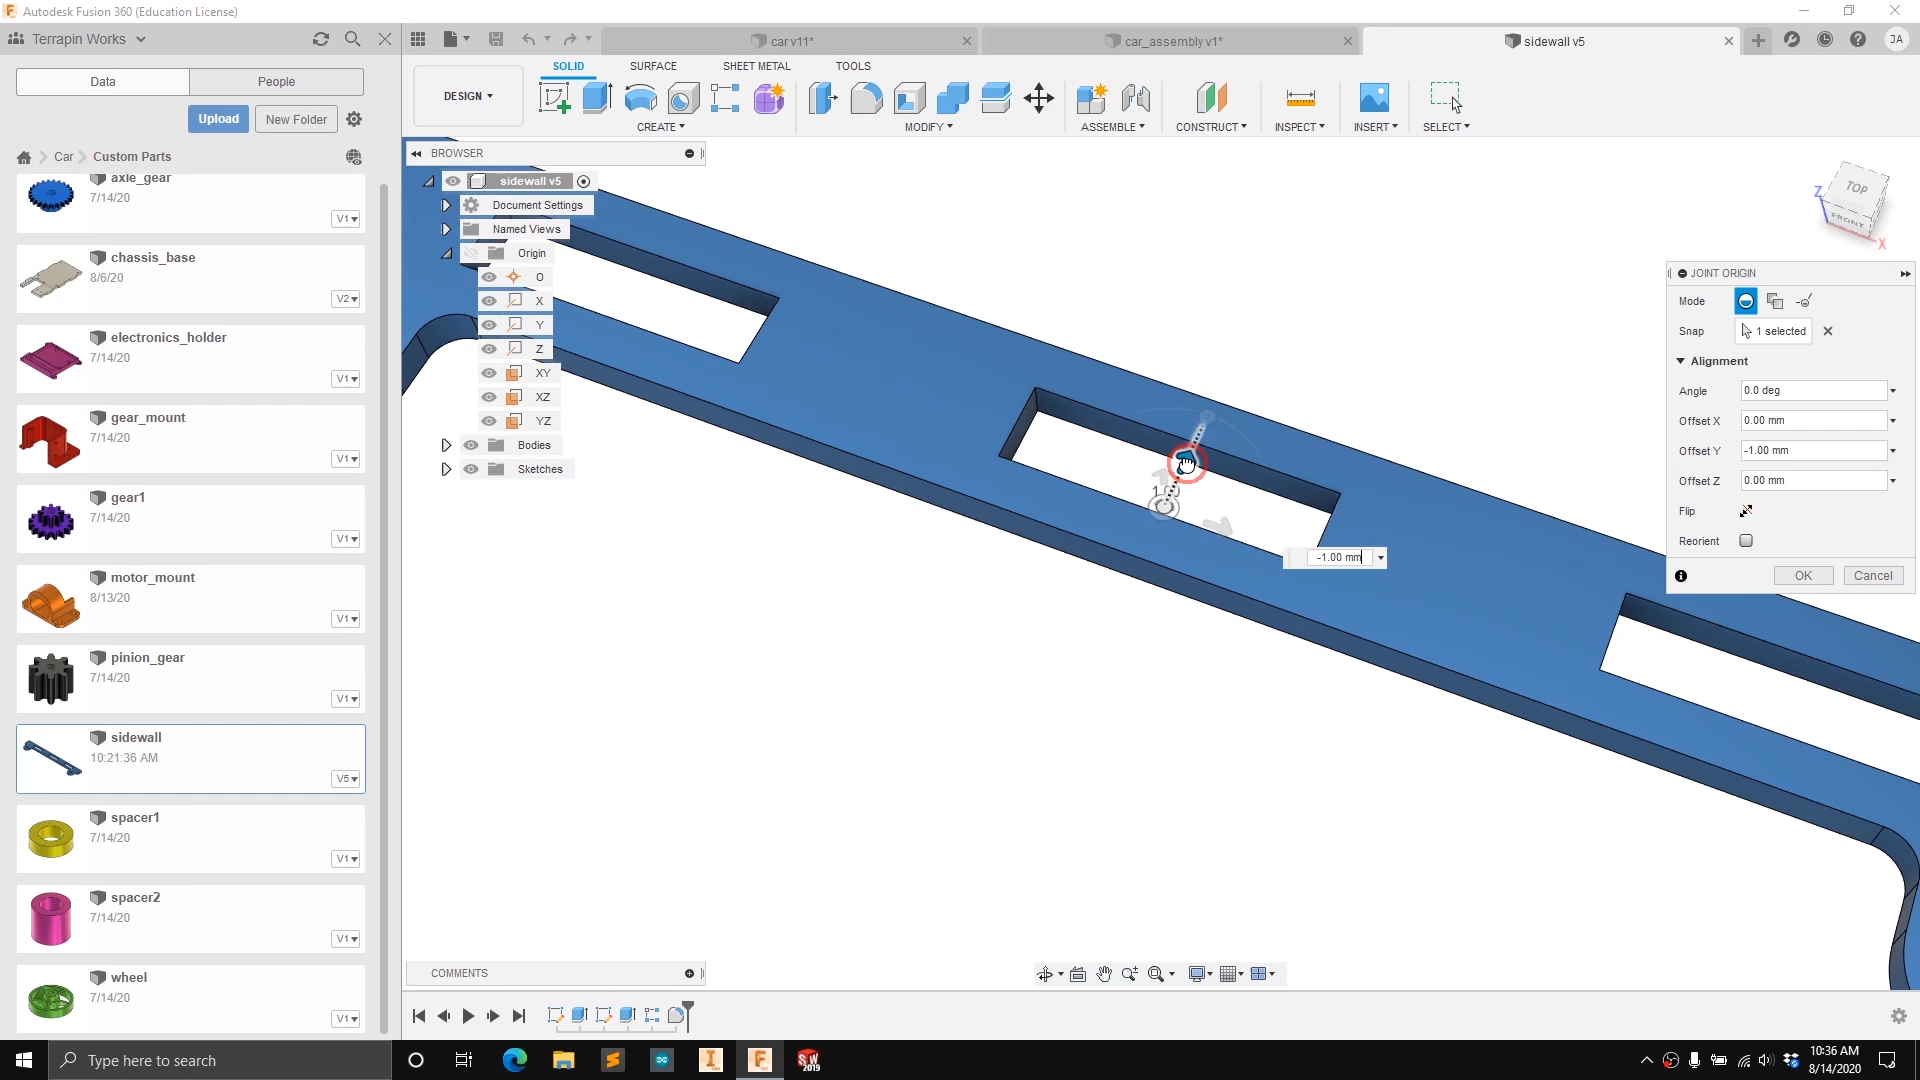 Autodesk Fusion 360 (Education License)
Terrapin Works
car v11*
car_assembly v1*
sidewall v5
JA
Data
People
Upload
New Folder
Car
Custom Parts
axle_gear
7/14/20
V1
chassis_base
8/6/20
V2
electronics_holder
7/14/20
V1
gear_mount
7/14/20
V1
gear1
7/14/20
V1
motor_mount
8/13/20
V1
pinion_gear
7/14/20
V1
sidewall
10:21:36 AM
V5
spacer1
7/14/20
V1
spacer2
7/14/20
V1
wheel
7/14/20
V1
DESIGN
SOLID
SURFACE
SHEET METAL
TOOLS
CREATE
MODIFY
ASSEMBLE
CONSTRUCT
INSPECT
INSERT
SELECT
BROWSER
sidewall v5
Document Settings
Named Views
Origin
O
X
Y
Z
XY
XZ
YZ
Bodies
Sketches
TOP
FRONT
Z
X
JOINT ORIGIN
Mode
Snap
1 selected
Alignment
Angle
0.0 deg
Offset X
0.00 mm
Offset Y
-1.00 mm
Offset Z
0.00 mm
Flip
Reorient
OK
Cancel
-1.00 mm
COMMENTS
Type here to search
SW
2019
10:36 AM
8/14/2020